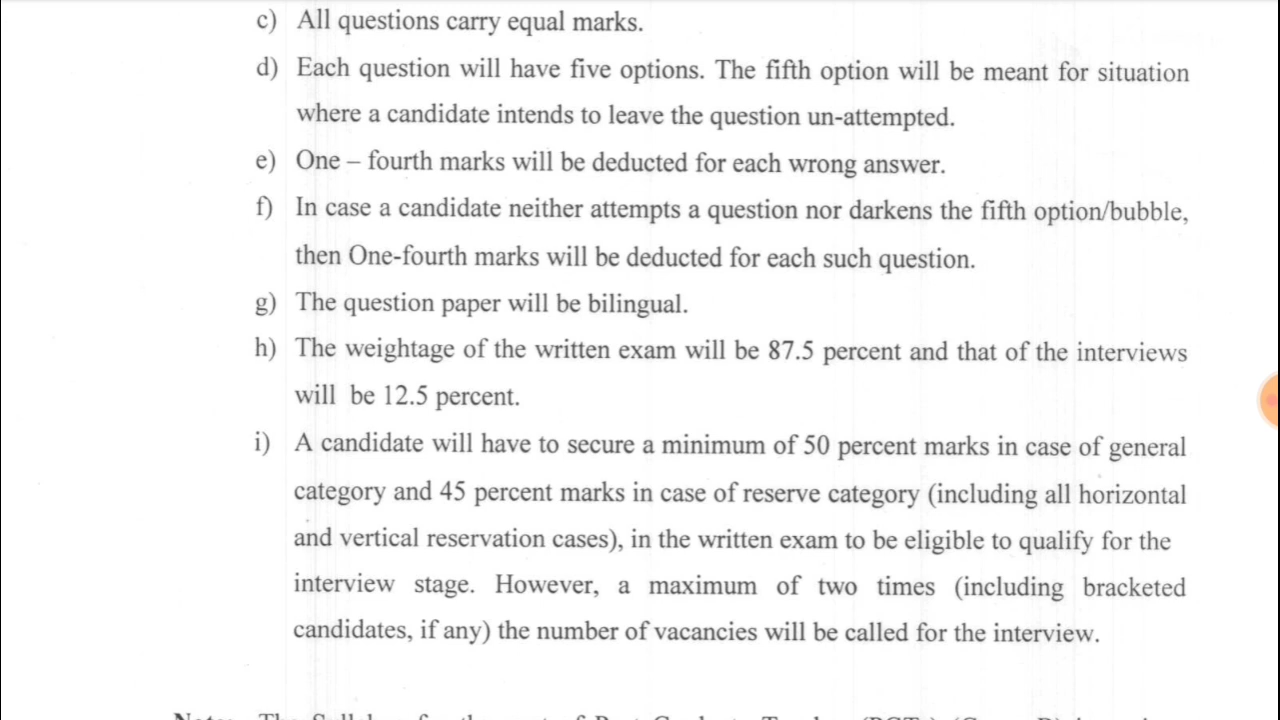 c) All questions carry equal marks.
d) Each question will have five options. The fifth option will be meant for situation
where a candidate intends to leave the question un-attempted.
e) One – fourth marks will be deducted for each wrong answer.
f) In case a candidate neither attempts a question nor darkens the fifth option/bubble,
then One-fourth marks will be deducted for each such question.
g) The question paper will be bilingual.
h) The weightage of the written exam will be 87.5 percent and that of the interviews
will be 12.5 percent.
i) A candidate will have to secure a minimum of 50 percent marks in case of general
category and 45 percent marks in case of reserve category (including all horizontal
and vertical reservation cases), in the written exam to be eligible to qualify for the
interview stage. However, a maximum of two times (including bracketed
candidates, if any) the number of vacancies will be called for the interview.